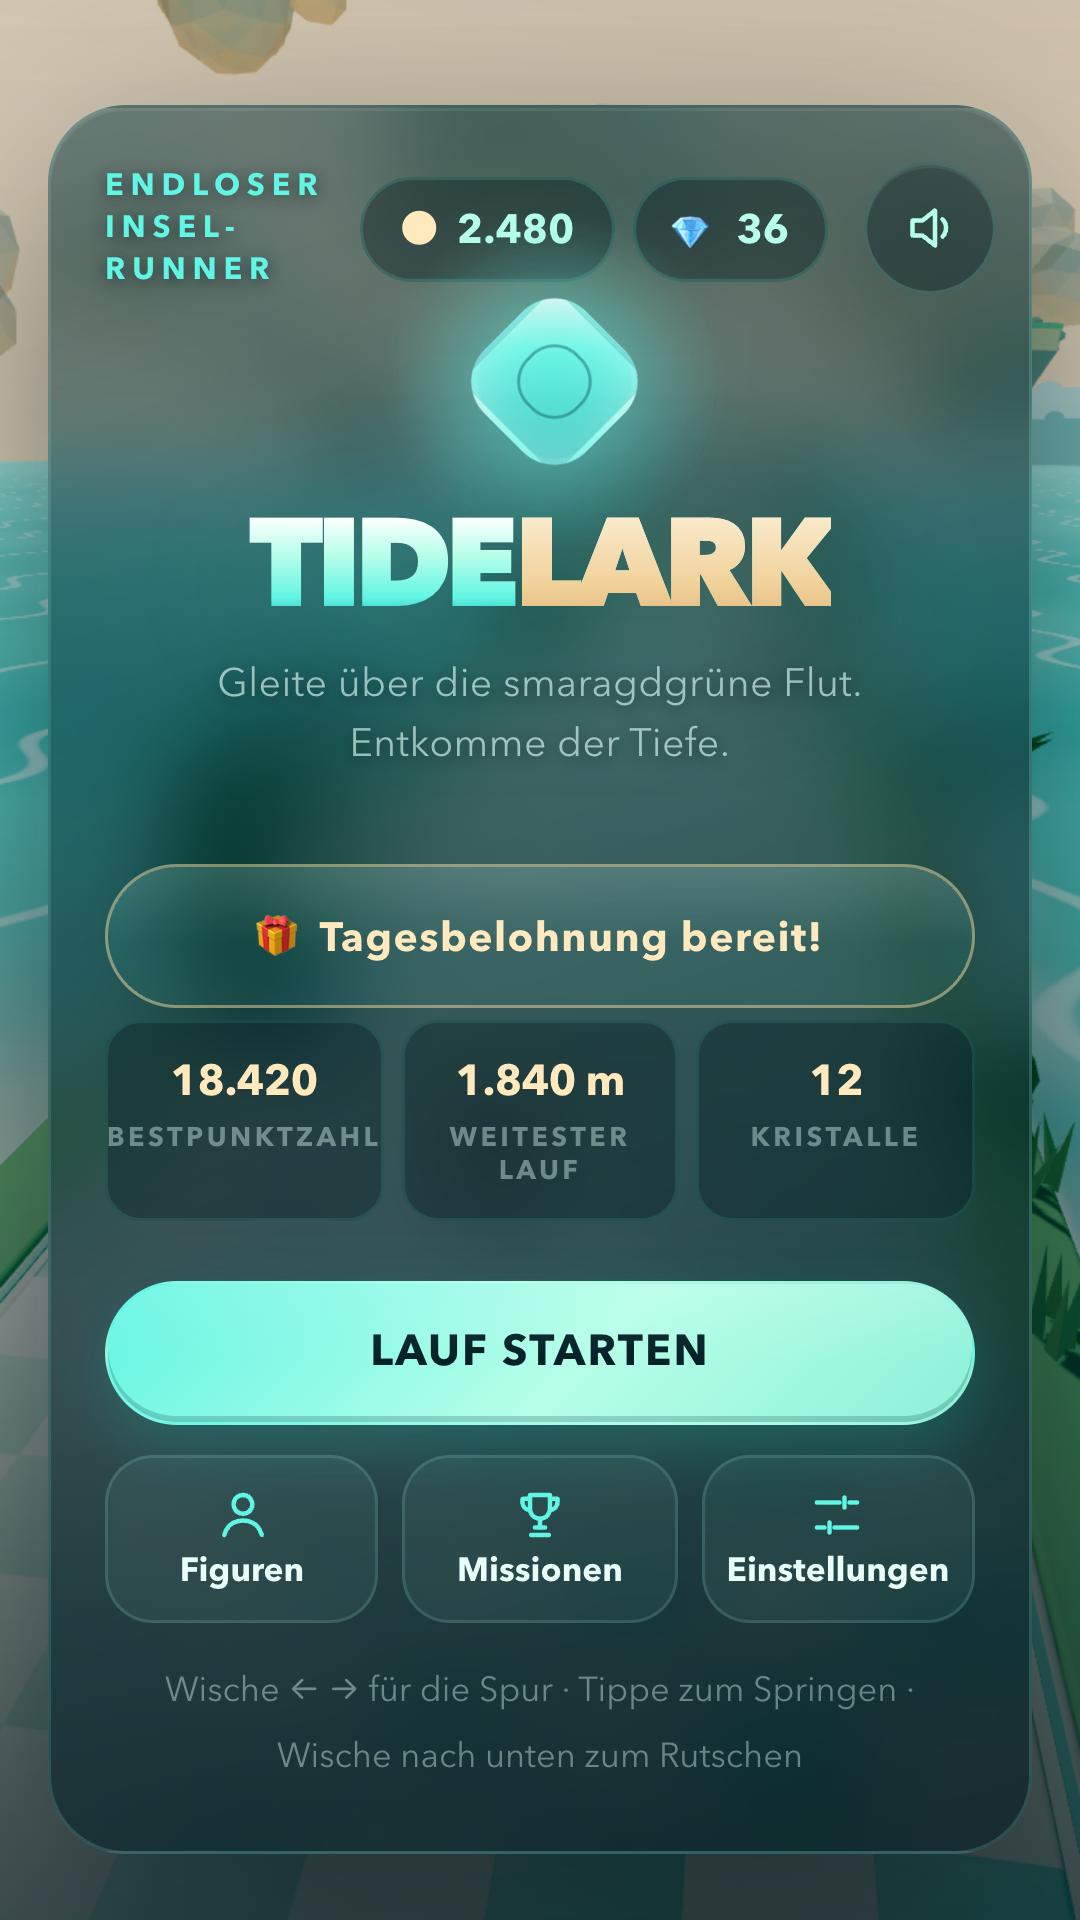 ENDLOSER
INSEL-
RUNNER
2.480
36
TIDELARK
Gleite über die smaragdgrüne Flut.
Entkomme der Tiefe.
Tagesbelohnung bereit!
18.420
BESTPUNKTZAHL
1.840 m
WEITESTER
LAUF
12
KRISTALLE
LAUF STARTEN
Figuren
Missionen
Einstellungen
Wische ← → für die Spur · Tippe zum Springen ·
Wische nach unten zum Rutschen